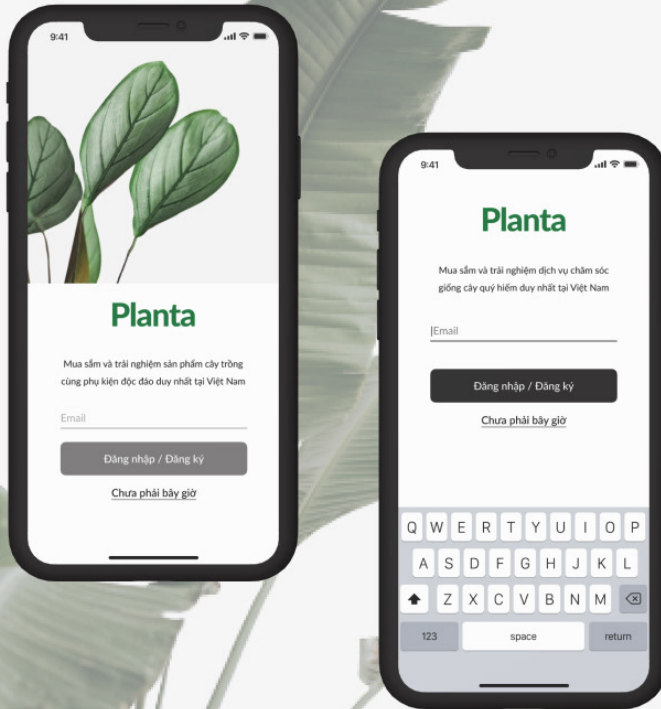 9:41
Planta
Mua sắm và trải nghiệm sản phẩm cây trồng
cùng phụ kiện độc đáo duy nhất tại Việt Nam
Email
Đăng nhập / Đăng ký
Chưa phải bây giờ
9:41
Planta
Mua sắm và trải nghiệm dịch vụ chăm sóc
giống cây quý hiếm duy nhất tại Việt Nam
Email
Đăng nhập / Đăng ký
Chưa phải bây giờ
Q W E R T Y U I O P
A S D F G H J K L
Z X C V B N M
123 space return